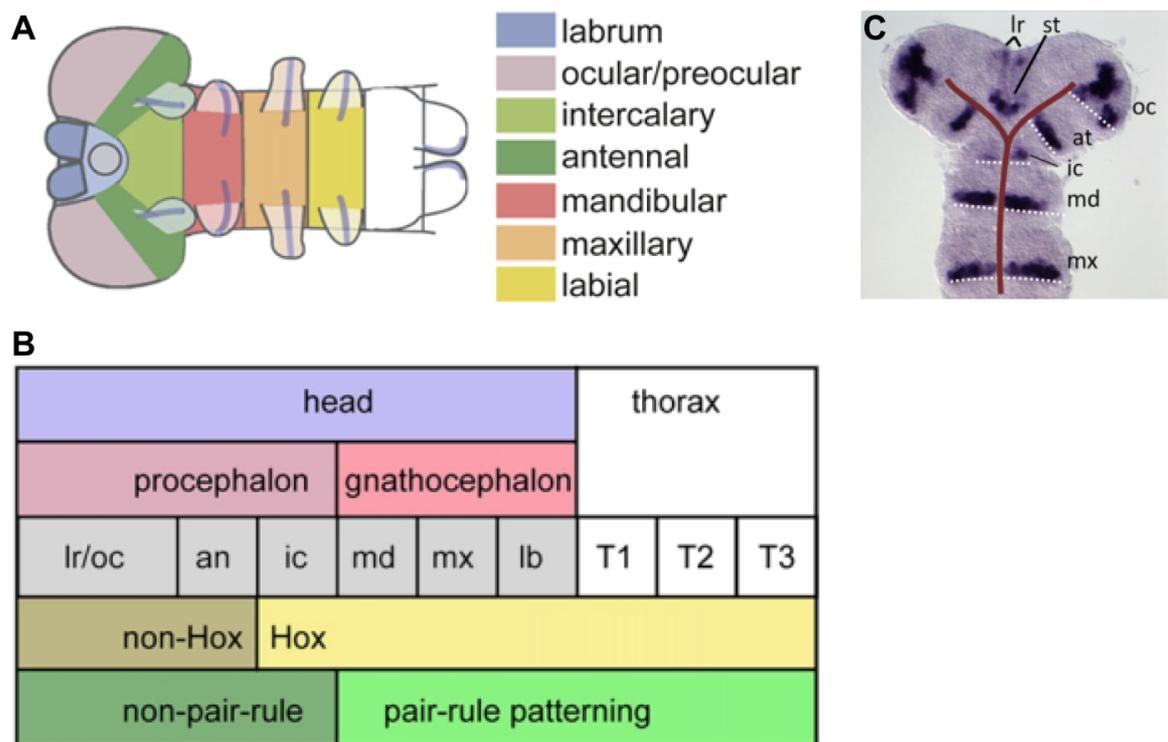 A
labrum
ocular/preocular
intercalary
antennal
mandibular
maxillary
labial
C
lr st
oc
at
ic
md
mx
B
head thorax
procephalon gnathocephalon
lr/oc an ic md mx lb T1 T2 T3
non-Hox Hox
non-pair-rule pair-rule patterning